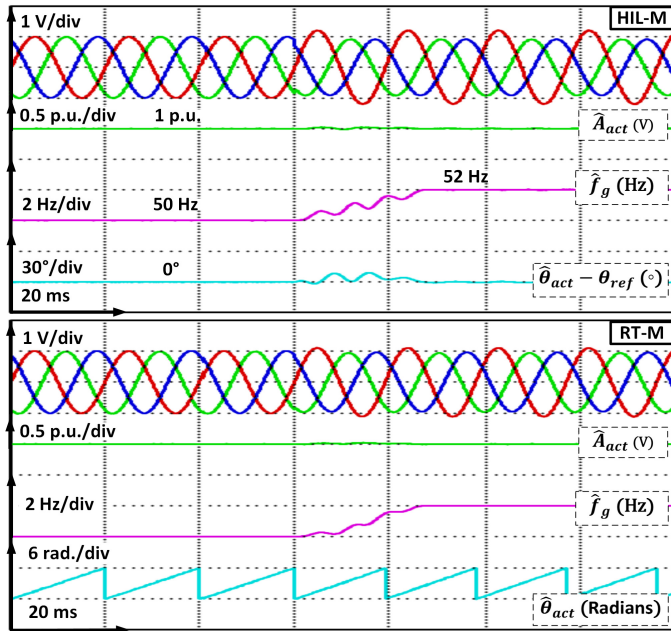 1 V/div
HIL-M
0.5 p.u./div
1 p.u.
Â_act (V)
52 Hz
f̂_g (Hz)
2 Hz/div
50 Hz
30°/div
0°
θ̂_act − θ_ref (∘)
20 ms
1 V/div
RT-M
0.5 p.u./div
Â_act (V)
2 Hz/div
f̂_g (Hz)
6 rad./div
20 ms
θ̂_act (Radians)